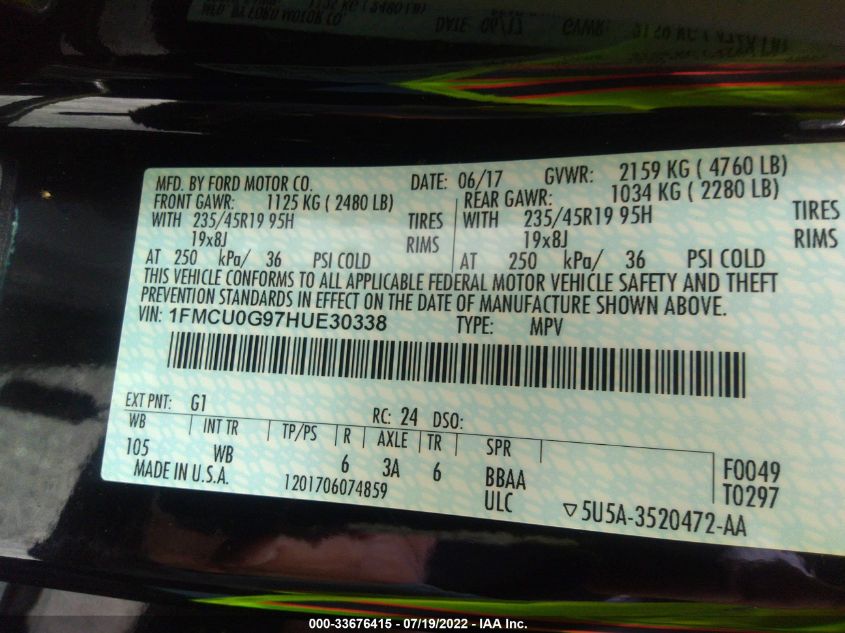 MFD. BY FORD MOTOR CO. DATE: 06/17 GVWR: 2159 KG ( 4760 LB)
FRONT GAWR: 1125 KG ( 2480 LB) REAR GAWR: 1034 KG ( 2280 LB)
WITH 235/45R19 95H TIRES WITH 235/45R19 95H TIRES
19x8J RIMS 19x8J RIMS
AT 250 kPa/ 36 PSI COLD AT 250 kPa/ 36 PSI COLD
THIS VEHICLE CONFORMS TO ALL APPLICABLE FEDERAL MOTOR VEHICLE SAFETY AND THEFT
PREVENTION STANDARDS IN EFFECT ON THE DATE OF MANUFACTURE SHOWN ABOVE.
VIN: 1FMCU0G97HUE30338 TYPE: MPV
EXT PNT: G1 RC: 24 DSO:
WB INT TR TP/PS R AXLE TR SPR
105 WB 6 3A 6 BBAA F0049
MADE IN U.S.A. 1201706074859 ULC ▽5U5A-3520472-AA T0297
000-33676415 - 07/19/2022 - IAA Inc.